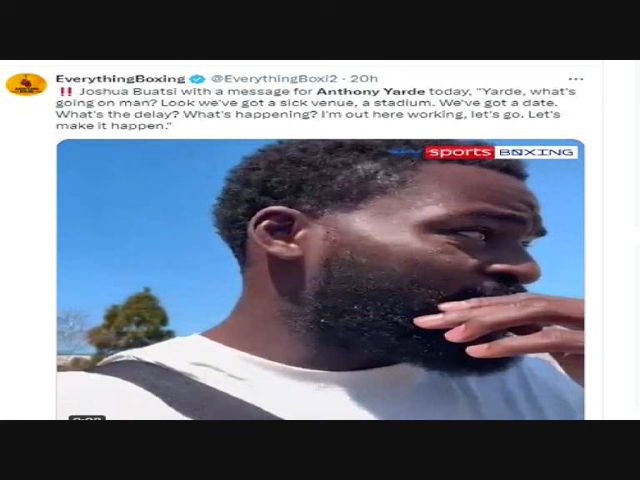 EverythingBoxing @EverythingBoxi2 · 20h
‼ Joshua Buatsi with a message for Anthony Yarde today, "Yarde, what's
going on man? Look we've got a sick venue, a stadium. We've got a date.
What's the delay? What's happening? I'm out here working, let's go. Let's
make it happen."
sky sports BOXING